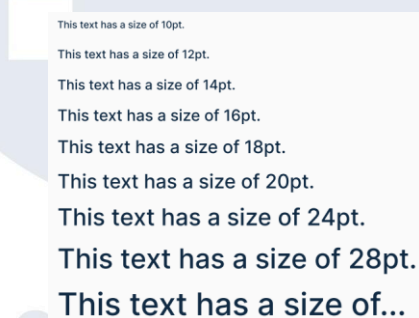 This text has a size of 10pt.
This text has a size of 12pt.
This text has a size of 14pt.
This text has a size of 16pt.
This text has a size of 18pt.
This text has a size of 20pt.
This text has a size of 24pt.
This text has a size of 28pt.
This text has a size of...